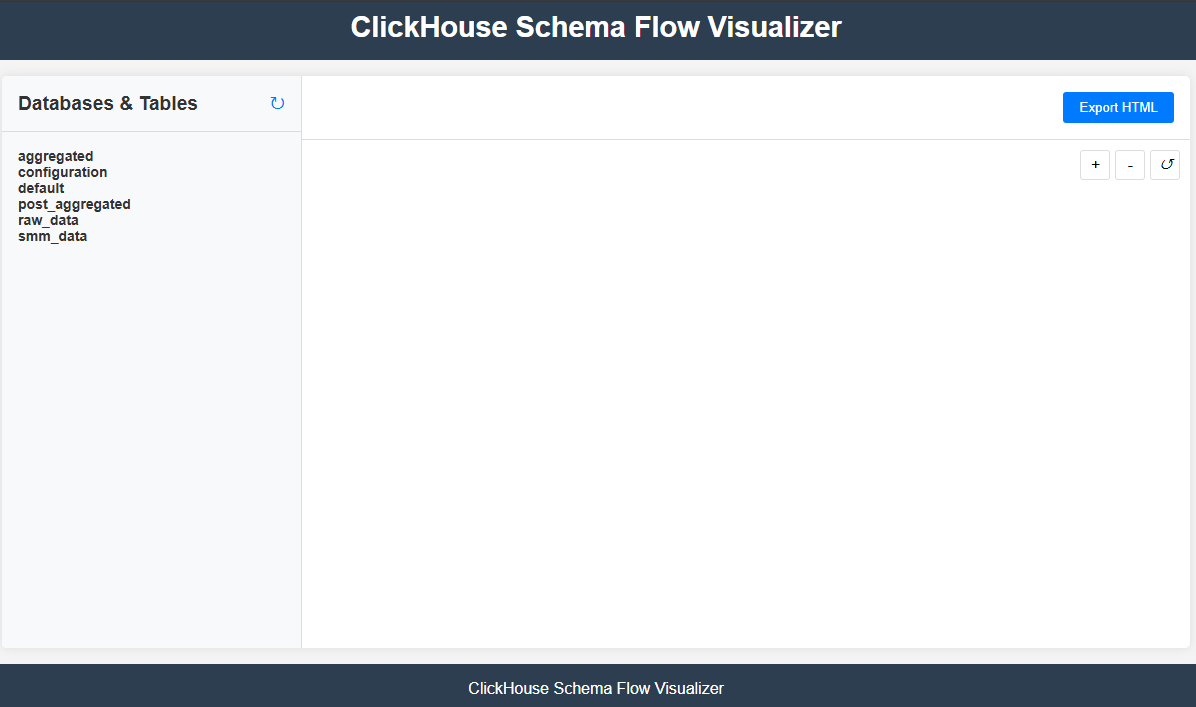 ClickHouse Schema Flow Visualizer
Databases & Tables ↻
Export HTML
+ - ↺
aggregated
configuration
default
post_aggregated
raw_data
smm_data
ClickHouse Schema Flow Visualizer